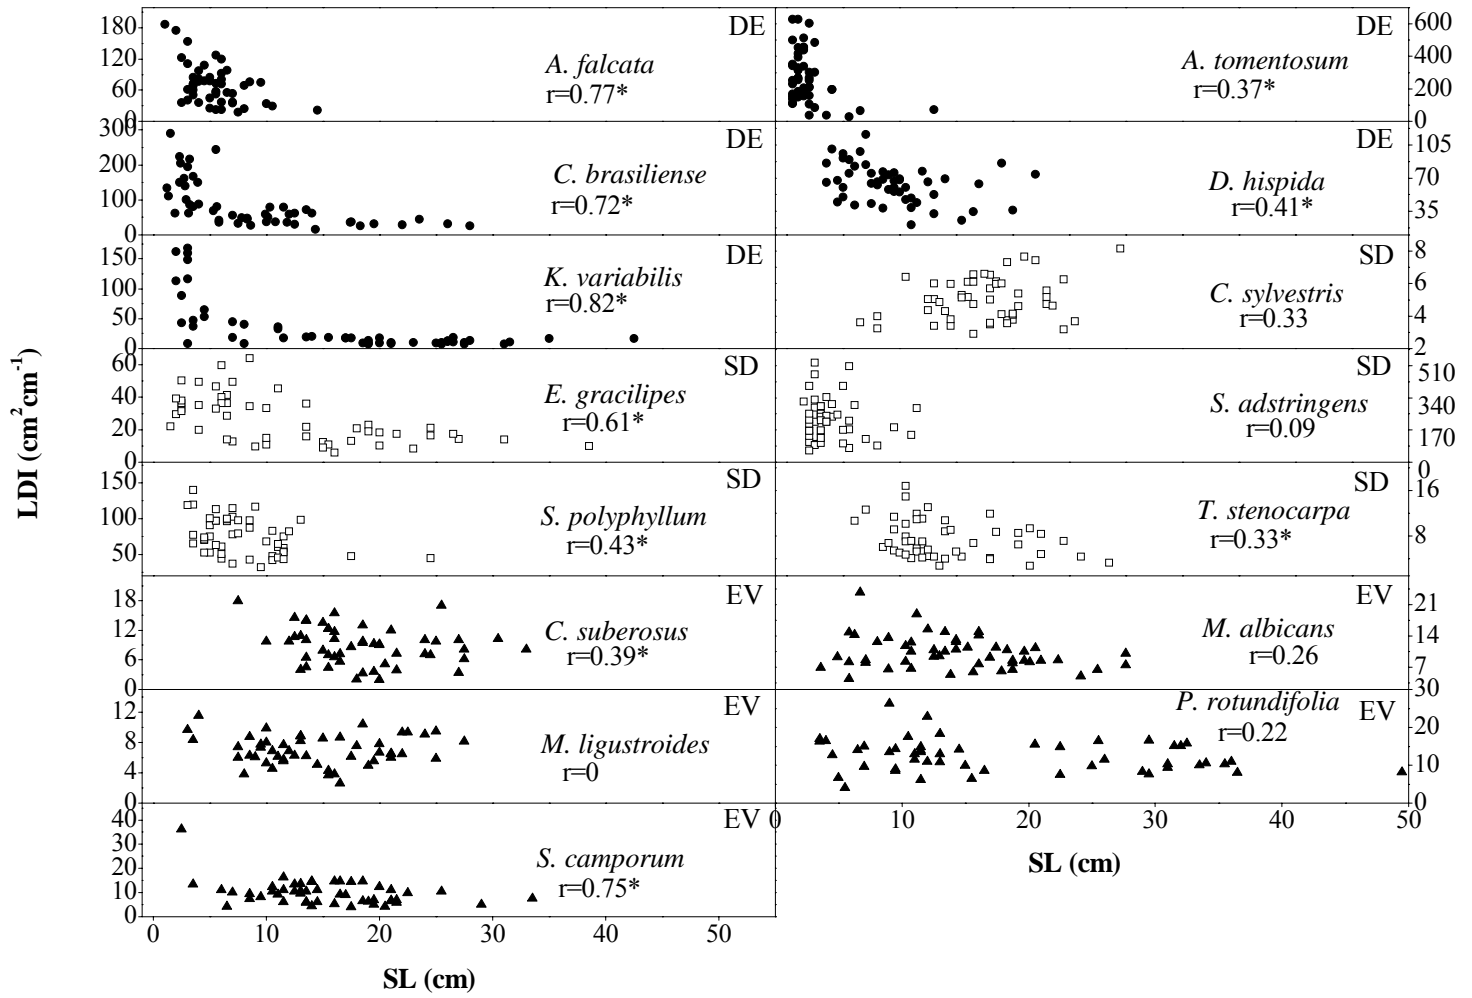 LDI (cm²cm⁻¹)
180
120
60
0
DE
A. falcata
r=0.77*
300
200
100
0
DE
C. brasiliense
r=0.72*
150
100
50
0
DE
K. variabilis
r=0.82*
60
40
20
0
SD
E. gracilipes
r=0.61*
150
100
50
SD
S. polyphyllum
r=0.43*
18
12
6
0
EV
C. suberosus
r=0.39*
12
8
4
0
EV
M. ligustroides
r=0
40
30
20
10
0
EV
S. camporum
r=0.75*
0 10 20 30 40 50
SL (cm)
DE
A. tomentosum
r=0.37*
600
400
200
0
DE
D. hispida
r=0.41*
105
70
35
SD
C. sylvestris
r=0.33
8
6
4
2
SD
S. adstringens
r=0.09
510
340
170
0
SD
T. stenocarpa
r=0.33*
16
8
EV
M. albicans
r=0.26
21
14
7
EV
P. rotundifolia
r=0.22
30
20
10
0
0 10 20 30 40 50
SL (cm)